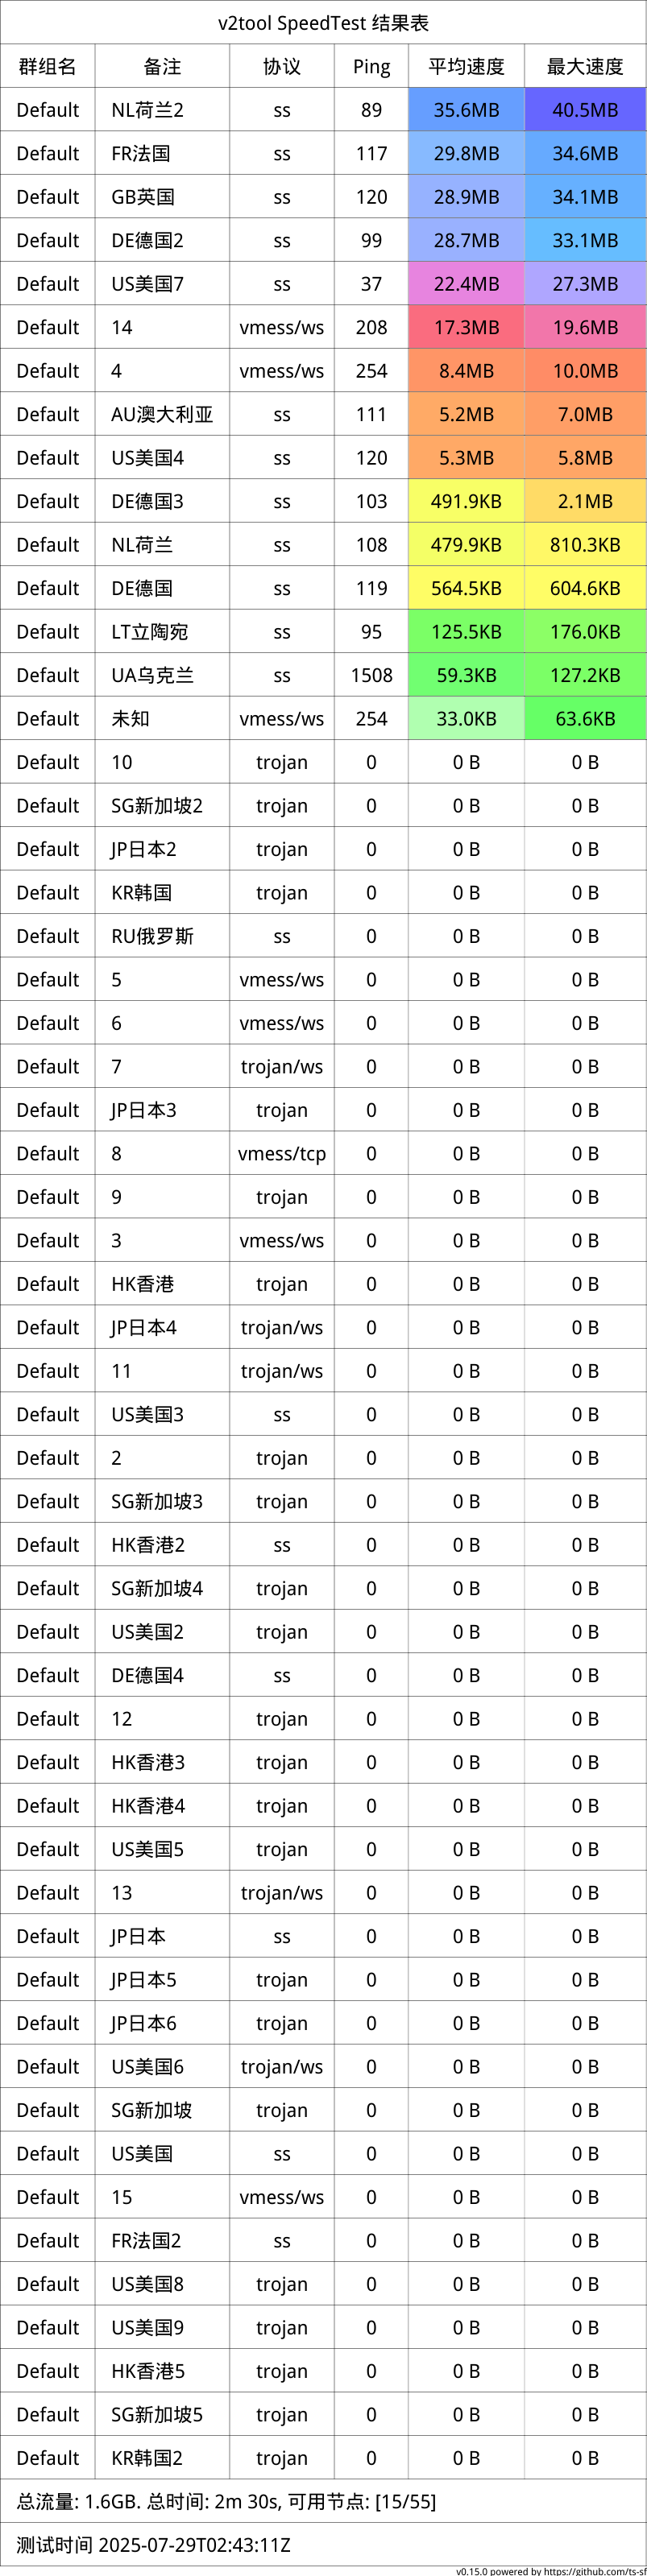 v2tool SpeedTest 结果表
群组名 备注 协议 Ping 平均速度 最大速度
Default NL荷兰2 ss 89 35.6MB 40.5MB
Default FR法国 ss 117 29.8MB 34.6MB
Default GB英国 ss 120 28.9MB 34.1MB
Default DE德国2 ss 99 28.7MB 33.1MB
Default US美国7 ss 37 22.4MB 27.3MB
Default 14 vmess/ws 208 17.3MB 19.6MB
Default 4 vmess/ws 254 8.4MB 10.0MB
Default AU澳大利亚 ss 111 5.2MB 7.0MB
Default US美国4 ss 120 5.3MB 5.8MB
Default DE德国3 ss 103 491.9KB 2.1MB
Default NL荷兰 ss 108 479.9KB 810.3KB
Default DE德国 ss 119 564.5KB 604.6KB
Default LT立陶宛 ss 95 125.5KB 176.0KB
Default UA乌克兰 ss 1508 59.3KB 127.2KB
Default 未知 vmess/ws 254 33.0KB 63.6KB
Default 10 trojan 0 0 B 0 B
Default SG新加坡2 trojan 0 0 B 0 B
Default JP日本2 trojan 0 0 B 0 B
Default KR韩国 trojan 0 0 B 0 B
Default RU俄罗斯 ss 0 0 B 0 B
Default 5 vmess/ws 0 0 B 0 B
Default 6 vmess/ws 0 0 B 0 B
Default 7 trojan/ws 0 0 B 0 B
Default JP日本3 trojan 0 0 B 0 B
Default 8 vmess/tcp 0 0 B 0 B
Default 9 trojan 0 0 B 0 B
Default 3 vmess/ws 0 0 B 0 B
Default HK香港 trojan 0 0 B 0 B
Default JP日本4 trojan/ws 0 0 B 0 B
Default 11 trojan/ws 0 0 B 0 B
Default US美国3 ss 0 0 B 0 B
Default 2 trojan 0 0 B 0 B
Default SG新加坡3 trojan 0 0 B 0 B
Default HK香港2 ss 0 0 B 0 B
Default SG新加坡4 trojan 0 0 B 0 B
Default US美国2 trojan 0 0 B 0 B
Default DE德国4 ss 0 0 B 0 B
Default 12 trojan 0 0 B 0 B
Default HK香港3 trojan 0 0 B 0 B
Default HK香港4 trojan 0 0 B 0 B
Default US美国5 trojan 0 0 B 0 B
Default 13 trojan/ws 0 0 B 0 B
Default JP日本 ss 0 0 B 0 B
Default JP日本5 trojan 0 0 B 0 B
Default JP日本6 trojan 0 0 B 0 B
Default US美国6 trojan/ws 0 0 B 0 B
Default SG新加坡 trojan 0 0 B 0 B
Default US美国 ss 0 0 B 0 B
Default 15 vmess/ws 0 0 B 0 B
Default FR法国2 ss 0 0 B 0 B
Default US美国8 trojan 0 0 B 0 B
Default US美国9 trojan 0 0 B 0 B
Default HK香港5 trojan 0 0 B 0 B
Default SG新加坡5 trojan 0 0 B 0 B
Default KR韩国2 trojan 0 0 B 0 B
总流量: 1.6GB. 总时间: 2m 30s, 可用节点: [15/55]
测试时间 2025-07-29T02:43:11Z
v0.15.0 powered by https://github.com/ts-sf